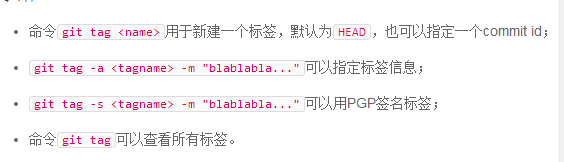 命令git tag <name>用于新建一个标签，默认为HEAD，也可以指定一个commit id；
git tag -a <tagname> -m "blablabla..."可以指定标签信息；
git tag -s <tagname> -m "blablabla..."可以用PGP签名标签；
命令git tag可以查看所有标签。